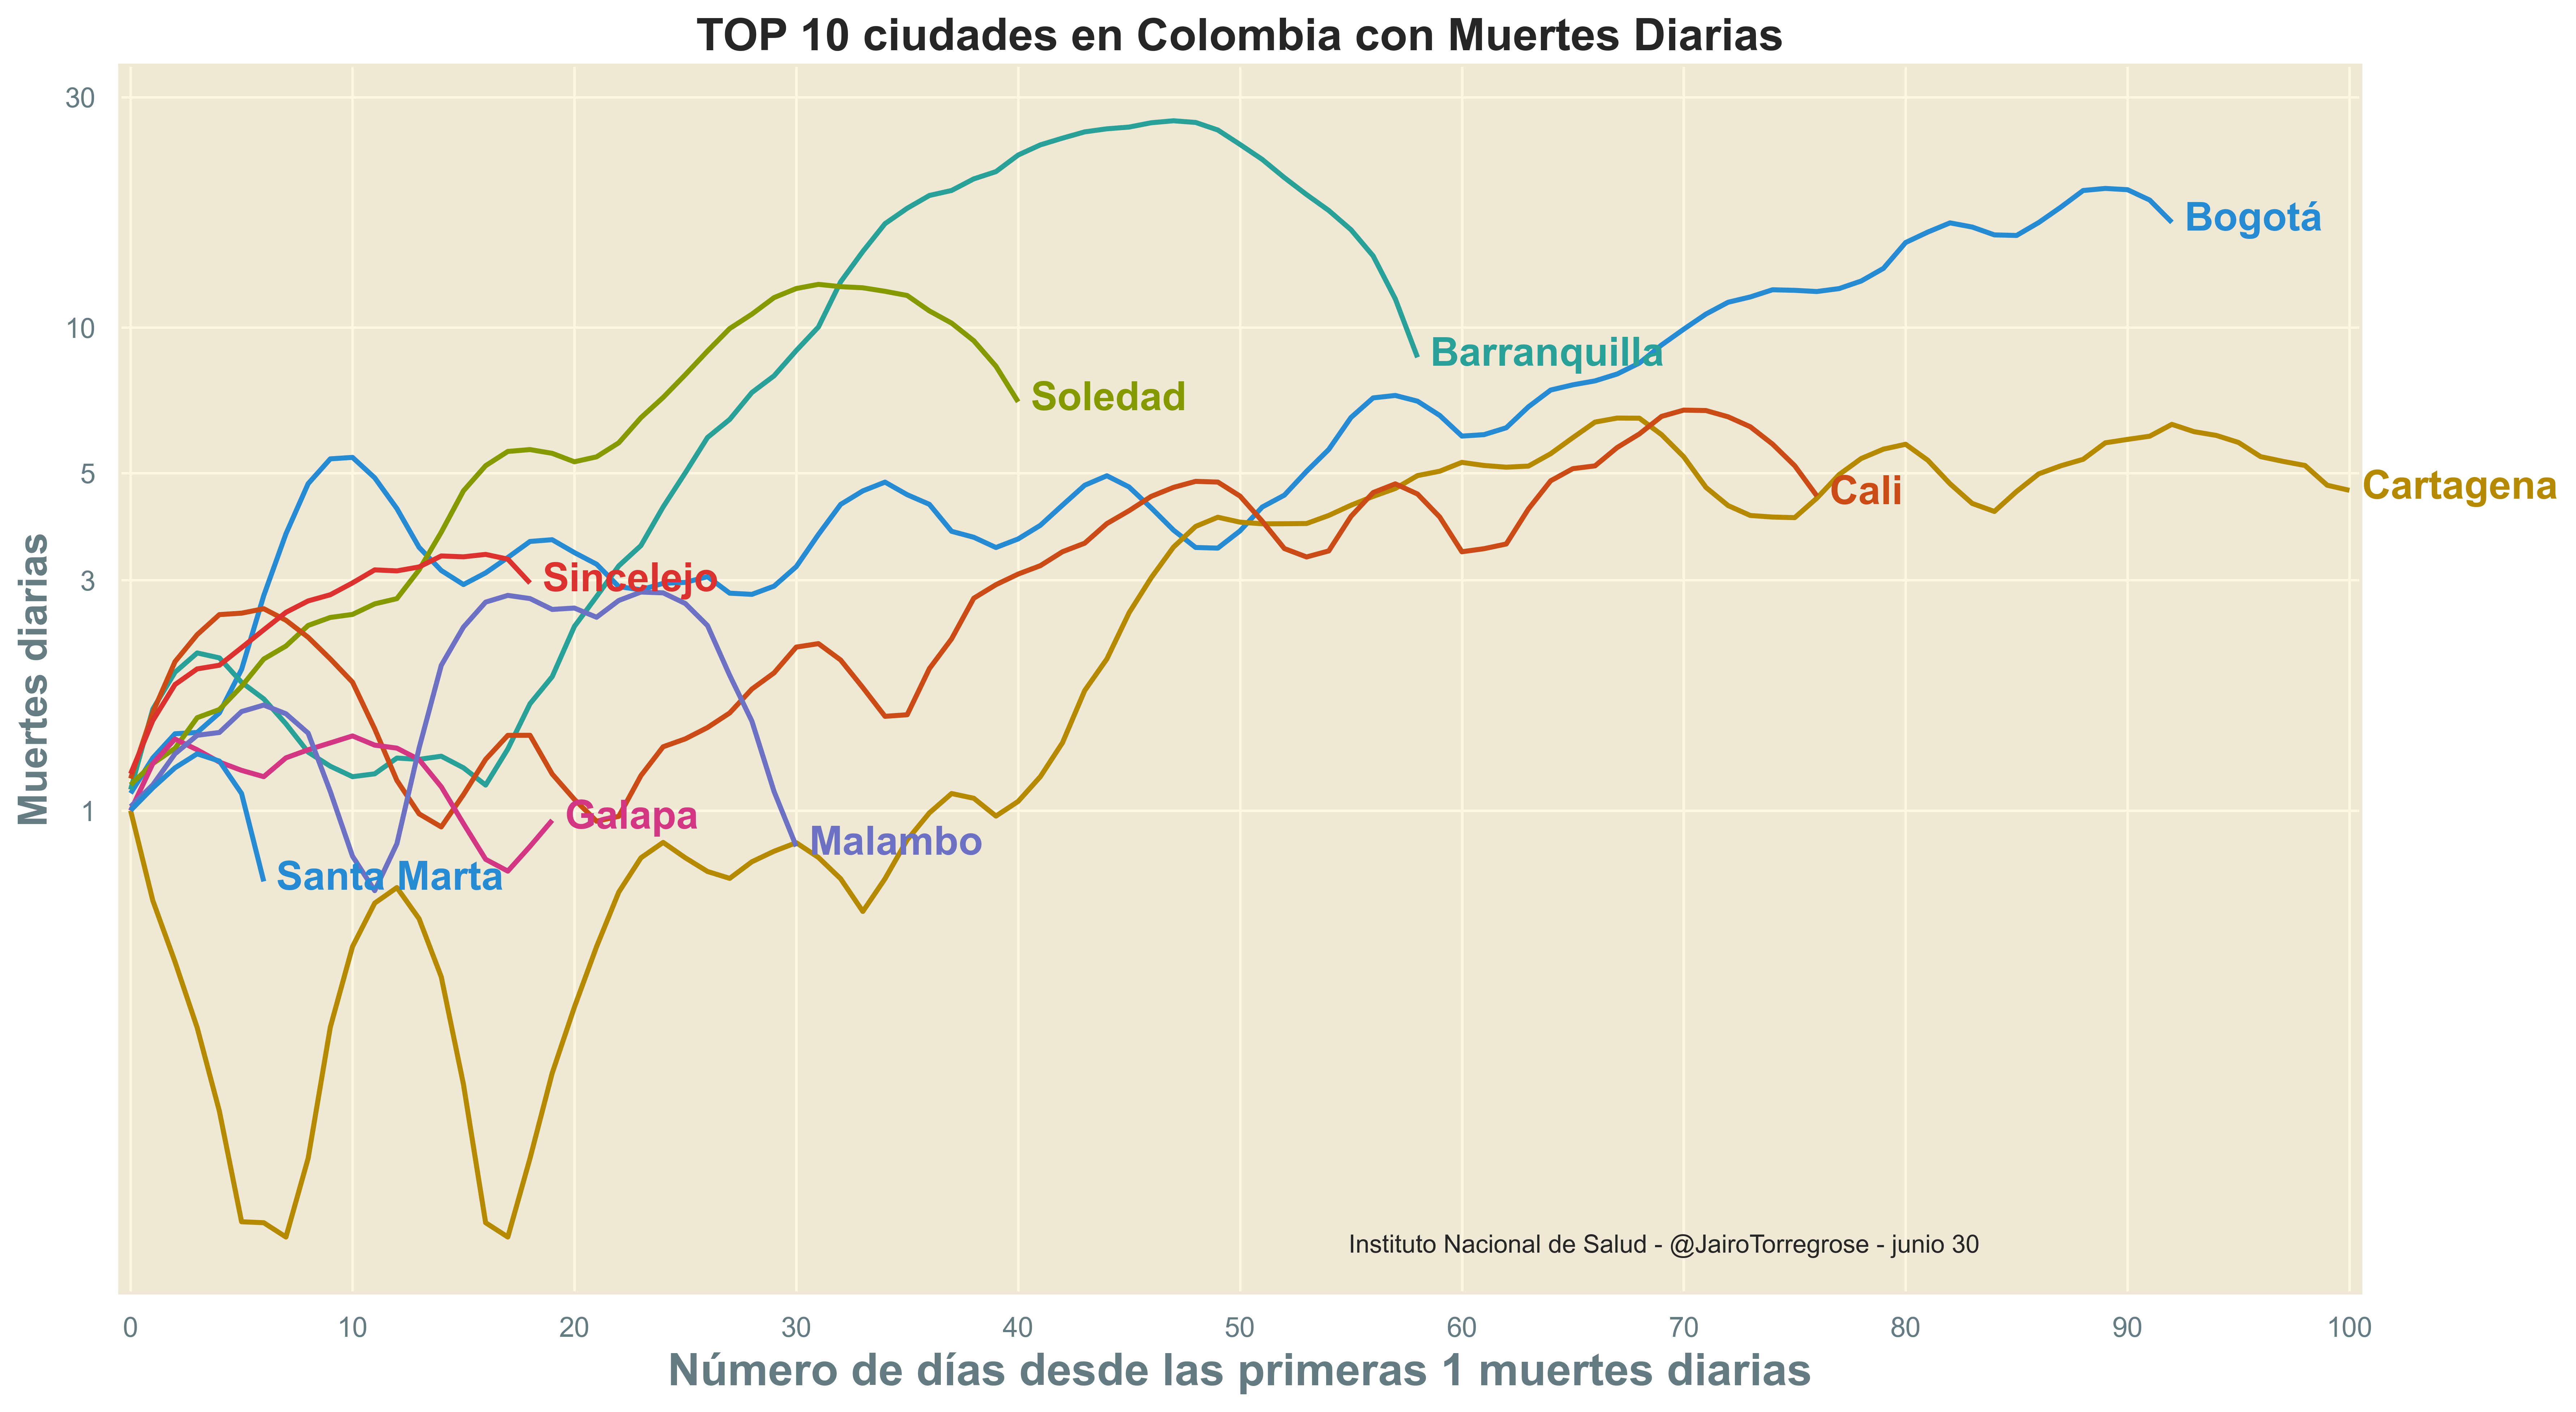 TOP 10 ciudades en Colombia con Muertes Diarias
30
10
5
3
1
Muertes diarias
Bogotá
Barranquilla
Soledad
Cali
Cartagena
Sincelejo
Galapa
Malambo
Santa Marta
Instituto Nacional de Salud - @JairoTorregrose - junio 30
0 10 20 30 40 50 60 70 80 90 100
Número de días desde las primeras 1 muertes diarias